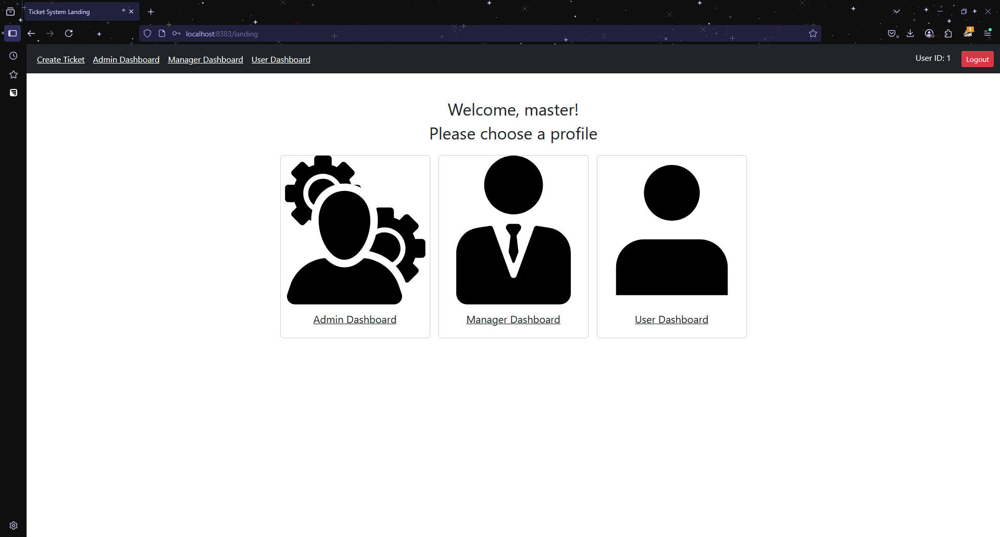 Ticket System Landing
localhost:8383/landing
1
Create Ticket Admin Dashboard Manager Dashboard User Dashboard User ID: 1 Logout
Welcome, master!
Please choose a profile
Admin Dashboard Manager Dashboard User Dashboard